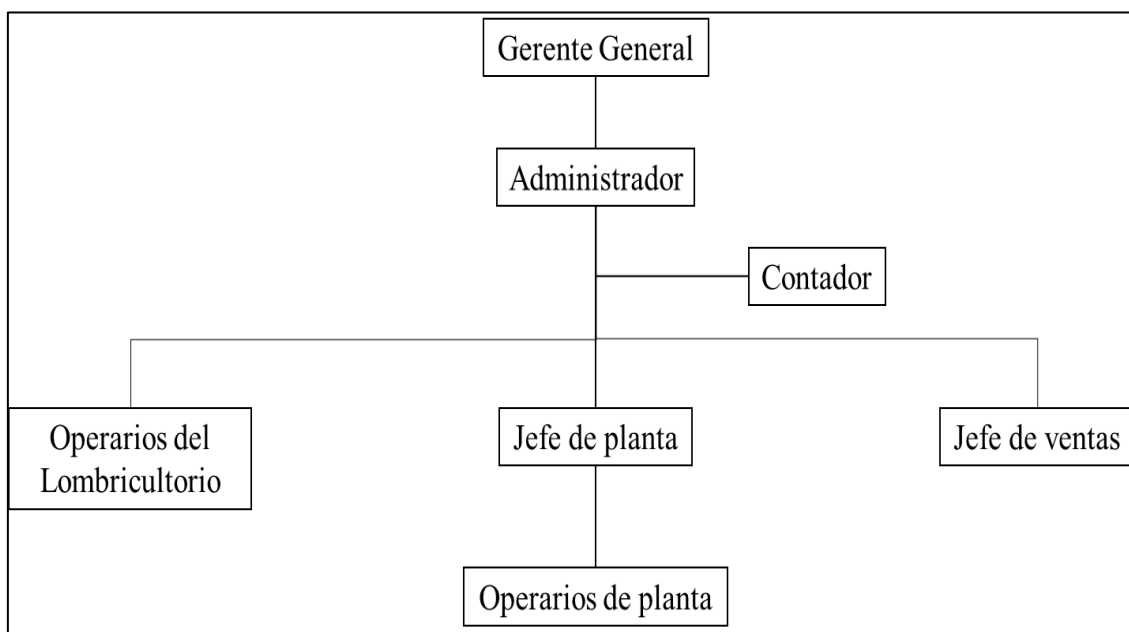 Gerente General
Administrador
Contador
Operarios del
Lombricultorio
Jefe de planta
Jefe de ventas
Operarios de planta